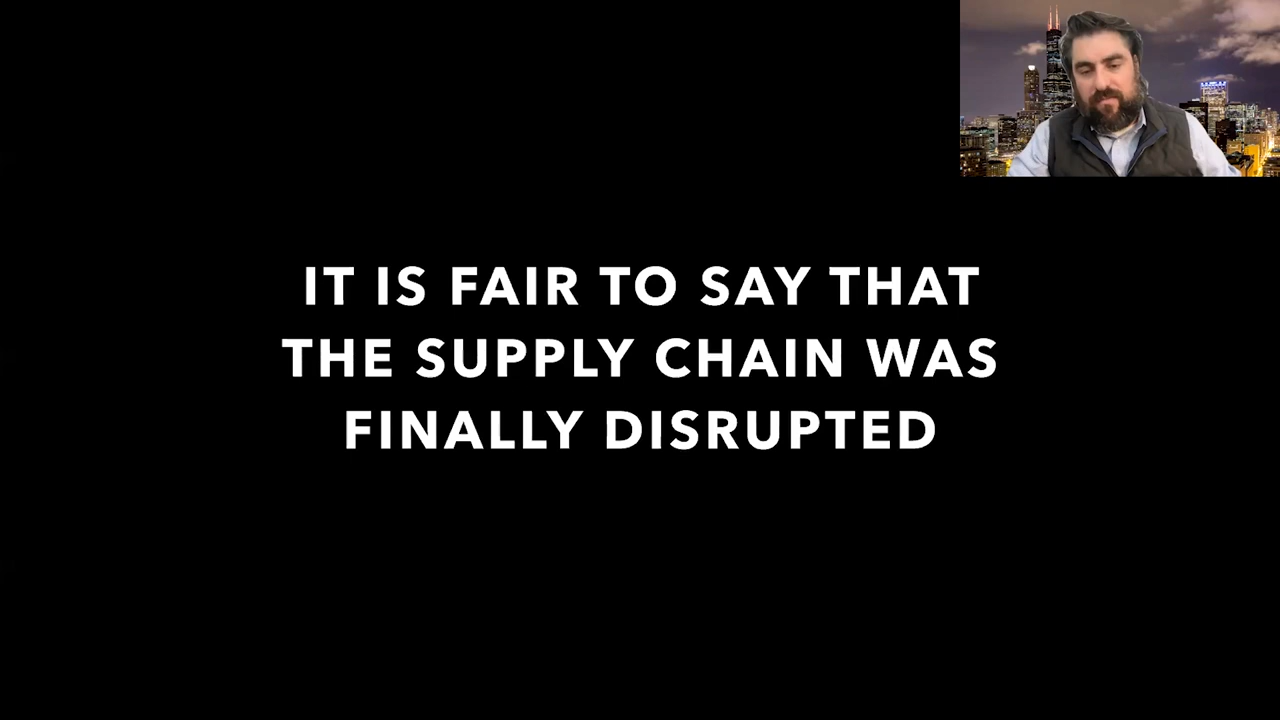 IT IS FAIR TO SAY THAT
THE SUPPLY CHAIN WAS
FINALLY DISRUPTED